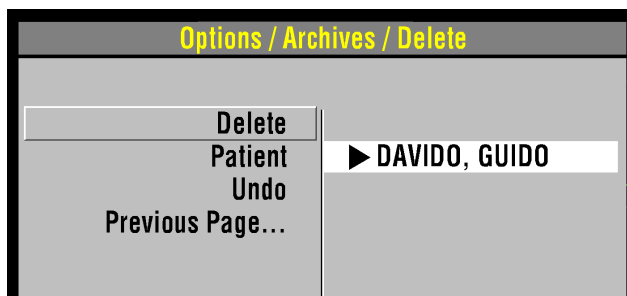 Options / Archives / Delete
Delete
Patient ▶ DAVIDO, GUIDO
Undo
Previous Page...